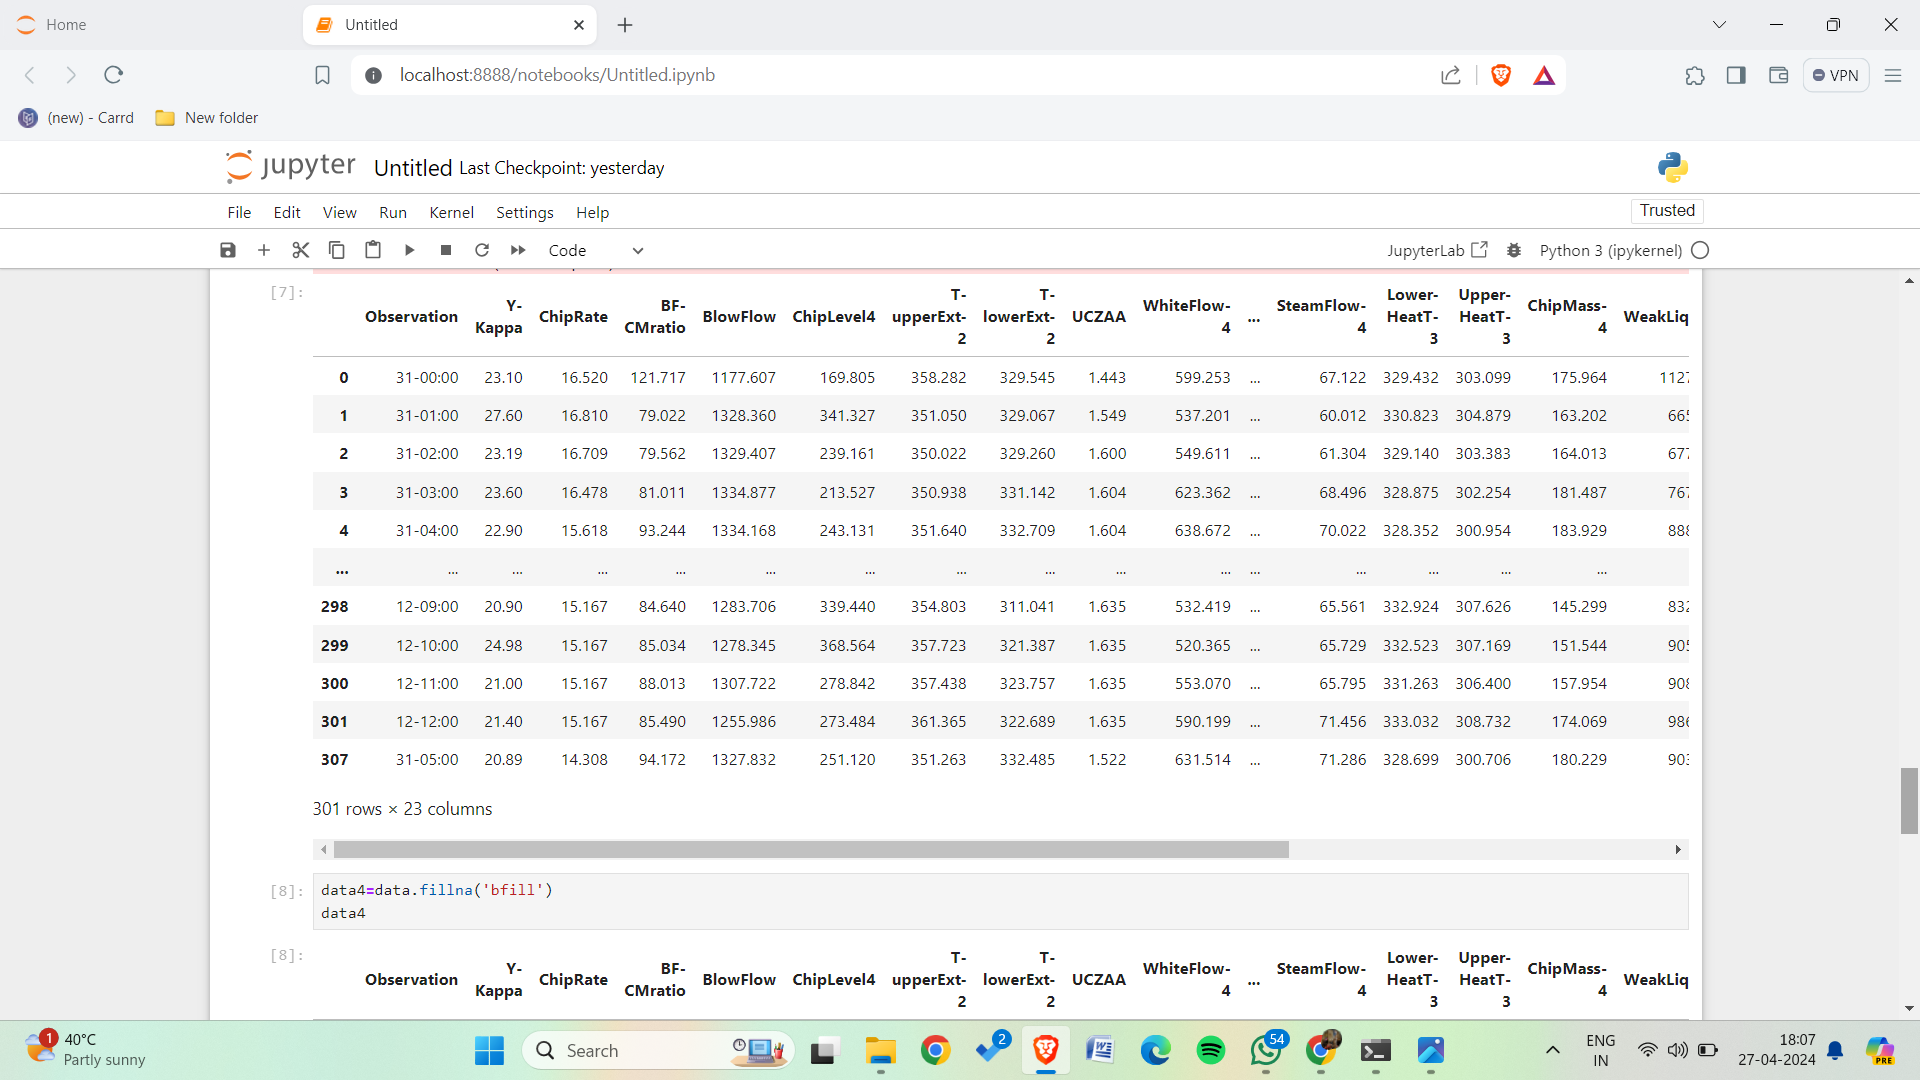 Home
Untitled
localhost:8888/notebooks/Untitled.ipynb
VPN
(new) - Carrd
New folder
jupyter Untitled Last Checkpoint: yesterday
File Edit View Run Kernel Settings Help
Trusted
Code
JupyterLab
Python 3 (ipykernel)
[7]:
Observation Y-Kappa ChipRate BF-CMratio BlowFlow ChipLevel4 T-upperExt-2 T-lowerExt-2 UCZAA WhiteFlow-4 ... SteamFlow-4 Lower-HeatT-3 Upper-HeatT-3 ChipMass-4 WeakLiq
0 31-00:00 23.10 16.520 121.717 1177.607 169.805 358.282 329.545 1.443 599.253 ... 67.122 329.432 303.099 175.964 1127
1 31-01:00 27.60 16.810 79.022 1328.360 341.327 351.050 329.067 1.549 537.201 ... 60.012 330.823 304.879 163.202 665
2 31-02:00 23.19 16.709 79.562 1329.407 239.161 350.022 329.260 1.600 549.611 ... 61.304 329.140 303.383 164.013 677
3 31-03:00 23.60 16.478 81.011 1334.877 213.527 350.938 331.142 1.604 623.362 ... 68.496 328.875 302.254 181.487 767
4 31-04:00 22.90 15.618 93.244 1334.168 243.131 351.640 332.709 1.604 638.672 ... 70.022 328.352 300.954 183.929 888
... ... ... ... ... ... ... ... ... ... ... ... ... ... ... ...
298 12-09:00 20.90 15.167 84.640 1283.706 339.440 354.803 311.041 1.635 532.419 ... 65.561 332.924 307.626 145.299 832
299 12-10:00 24.98 15.167 85.034 1278.345 368.564 357.723 321.387 1.635 520.365 ... 65.729 332.523 307.169 151.544 905
300 12-11:00 21.00 15.167 88.013 1307.722 278.842 357.438 323.757 1.635 553.070 ... 65.795 331.263 306.400 157.954 908
301 12-12:00 21.40 15.167 85.490 1255.986 273.484 361.365 322.689 1.635 590.199 ... 71.456 333.032 308.732 174.069 986
307 31-05:00 20.89 14.308 94.172 1327.832 251.120 351.263 332.485 1.522 631.514 ... 71.286 328.699 300.706 180.229 903
301 rows × 23 columns
[8]:
data4=data.fillna('bfill')
data4
[8]:
Observation Y-Kappa ChipRate BF-CMratio BlowFlow ChipLevel4 T-upperExt-2 T-lowerExt-2 UCZAA WhiteFlow-4 ... SteamFlow-4 Lower-HeatT-3 Upper-HeatT-3 ChipMass-4 WeakLiq
1
40°C
Partly sunny
Search
2
54
ENG
IN
18:07
27-04-2024
PRE